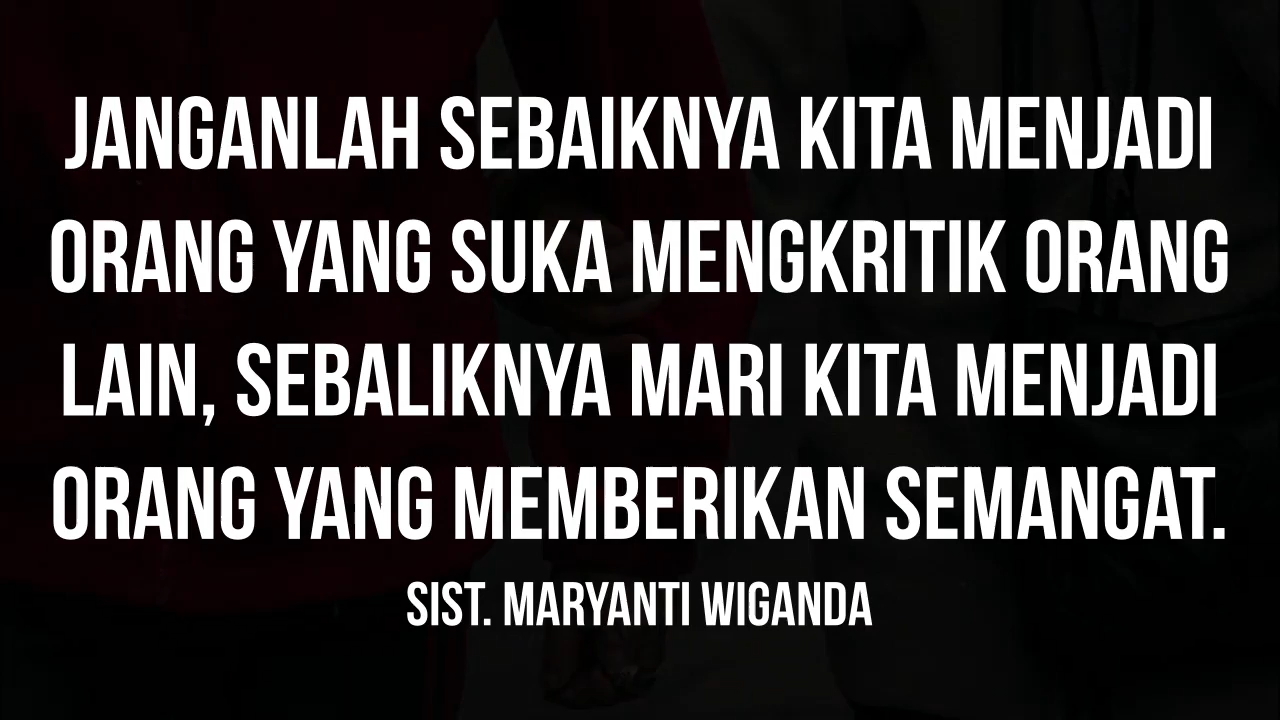 JANGANLAH SEBAIKNYA KITA MENJADI
ORANG YANG SUKA MENGKRITIK ORANG
LAIN, SEBALIKNYA MARI KITA MENJADI
ORANG YANG MEMBERIKAN SEMANGAT.
SIST. MARYANTI WIGANDA